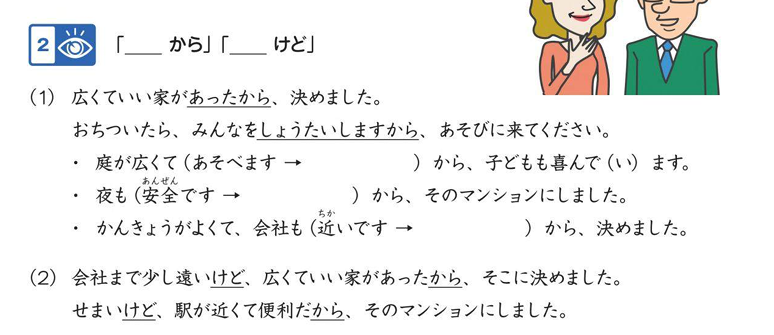 2 「___ から」「___ けど」
(1) 広くていい家があったから、決めました。
おちついたら、みんなをしょうたいしますから、あそびに来てください。
・ 庭が広くて（あそべます → ）から、子どもも喜んで（い）ます。
・ 夜も（安全です → ）から、そのマンションにしました。
・ かんきょうがよくて、会社も（近いです → ）から、決めました。
(2) 会社まで少し遠いけど、広くていい家があったから、そこに決めました。
せまいけど、駅が近くて便利だから、そのマンションにしました。